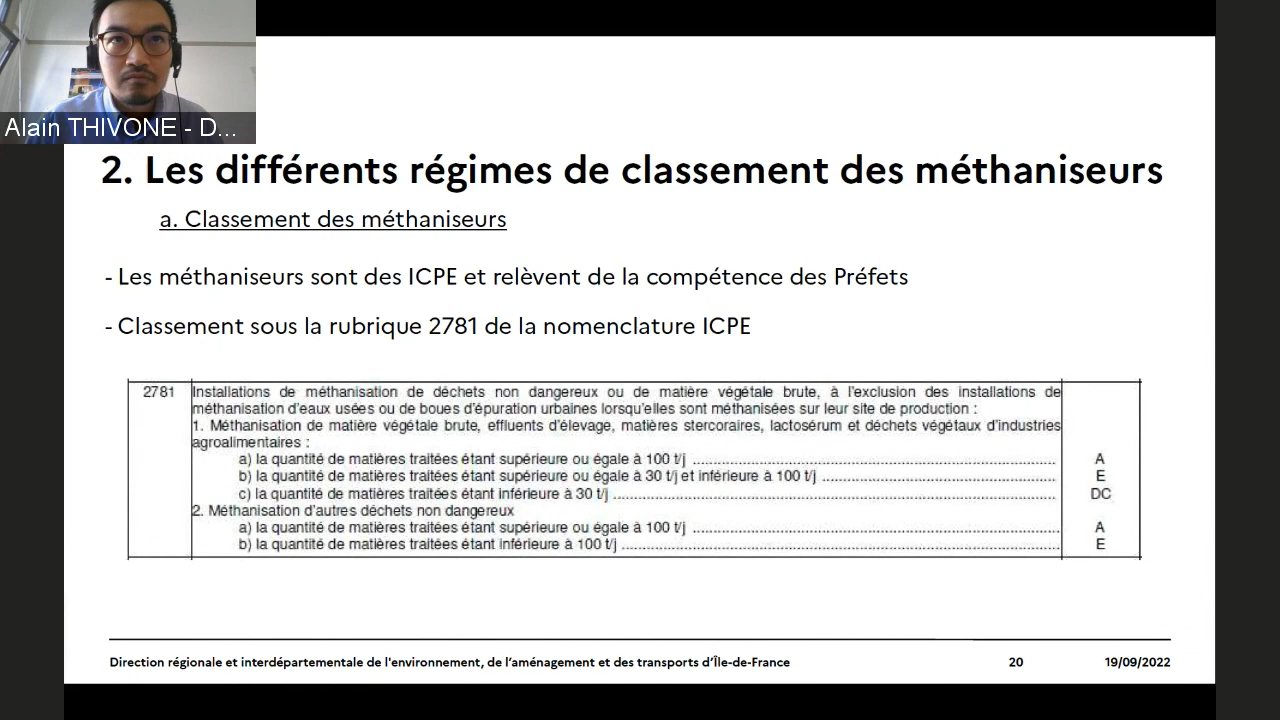 Alain THIVONE - D...
2. Les différents régimes de classement des méthaniseurs
a. Classement des méthaniseurs
- Les méthaniseurs sont des ICPE et relèvent de la compétence des Préfets
- Classement sous la rubrique 2781 de la nomenclature ICPE
2781 Installations de méthanisation de déchets non dangereux ou de matière végétale brute, à l'exclusion des installations de
méthanisation d'eaux usées ou de boues d'épuration urbaines lorsqu'elles sont méthanisées sur leur site de production :
1. Méthanisation de matière végétale brute, effluents d'élevage, matières stercoraires, lactosérum et déchets végétaux d'industries
agroalimentaires :
a) la quantité de matières traitées étant supérieure ou égale à 100 t/j ........ A
b) la quantité de matières traitées étant supérieure ou égale à 30 t/j et inférieure à 100 t/j ........ E
c) la quantité de matières traitées étant inférieure à 30 t/j ........ DC
2. Méthanisation d'autres déchets non dangereux
a) la quantité de matières traitées étant supérieure ou égale à 100 t/j ........ A
b) la quantité de matières traitées étant inférieure à 100 t/j ........ E
Direction régionale et interdépartementale de l'environnement, de l'aménagement et des transports d'Île-de-France 20 19/09/2022